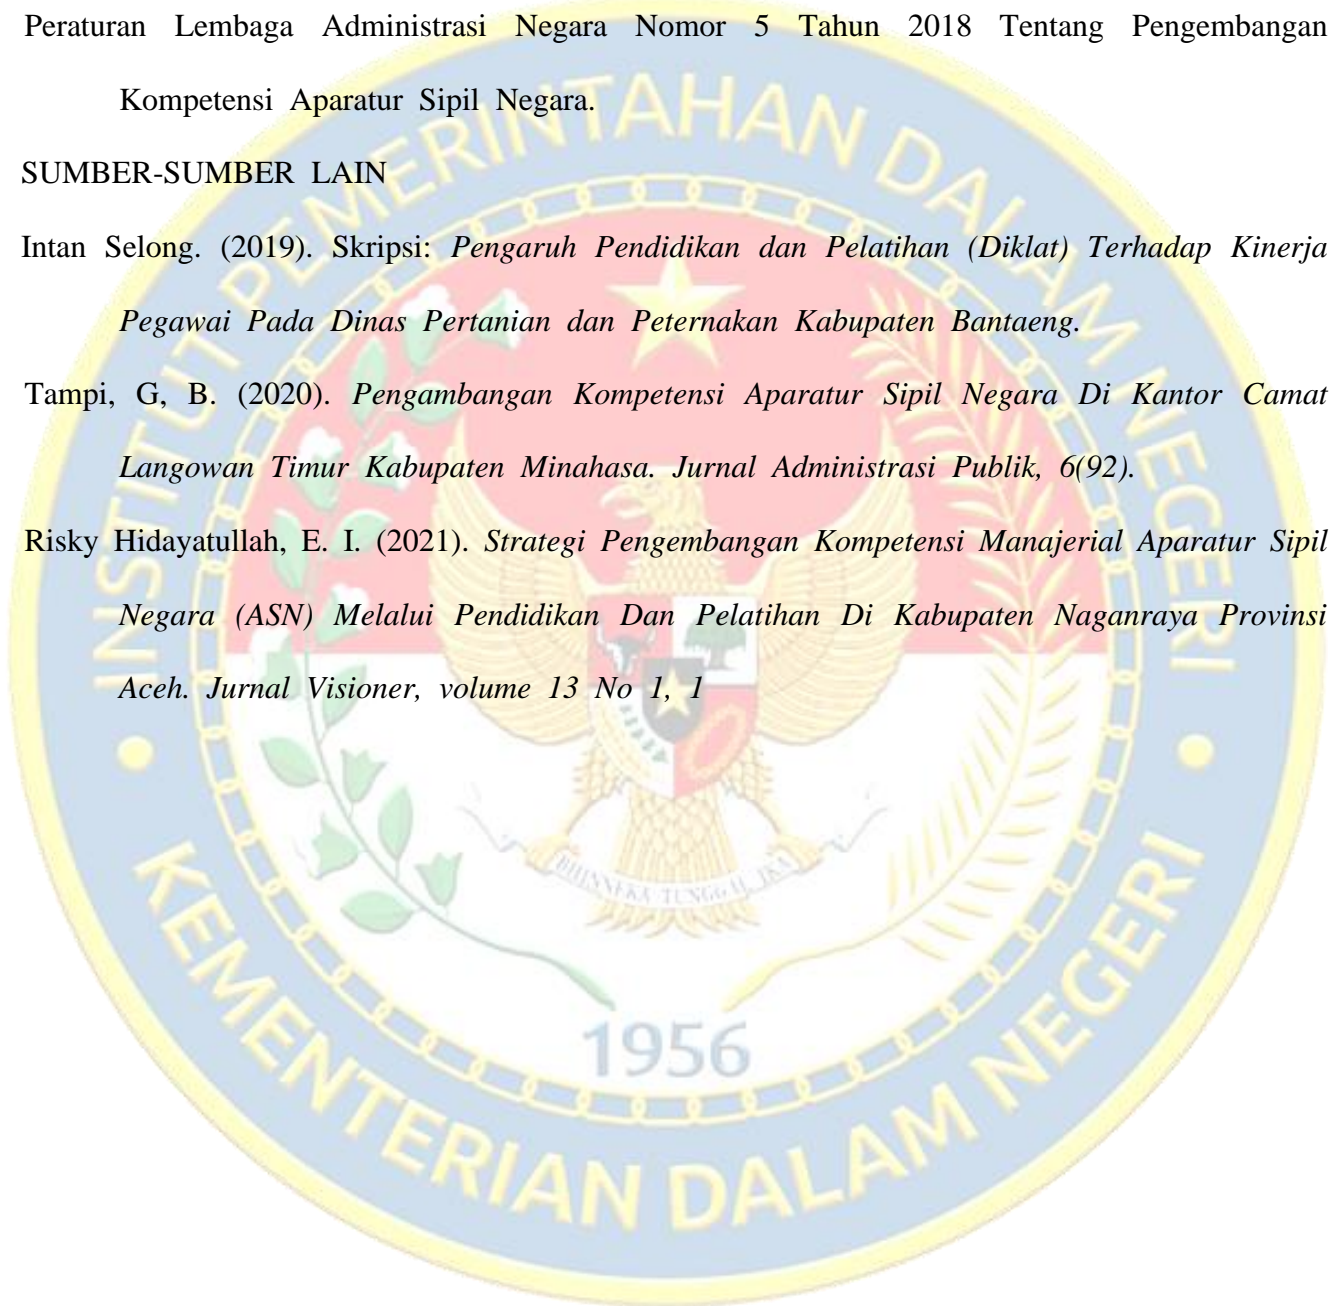 Peraturan Lembaga Administrasi Negara Nomor 5 Tahun 2018 Tentang Pengembangan
Kompetensi Aparatur Sipil Negara.
SUMBER-SUMBER LAIN
Intan Selong. (2019). Skripsi: Pengaruh Pendidikan dan Pelatihan (Diklat) Terhadap Kinerja
Pegawai Pada Dinas Pertanian dan Peternakan Kabupaten Bantaeng.
Tampi, G, B. (2020). Pengambangan Kompetensi Aparatur Sipil Negara Di Kantor Camat
Langowan Timur Kabupaten Minahasa. Jurnal Administrasi Publik, 6(92).
Risky Hidayatullah, E. I. (2021). Strategi Pengembangan Kompetensi Manajerial Aparatur Sipil
Negara (ASN) Melalui Pendidikan Dan Pelatihan Di Kabupaten Naganraya Provinsi
Aceh. Jurnal Visioner, volume 13 No 1, 1
INSTITUT PEMERINTAHAN DALAM NEGERI
BHINNEKA TUNGGAL IKA
1956
KEMENTERIAN DALAM NEGERI